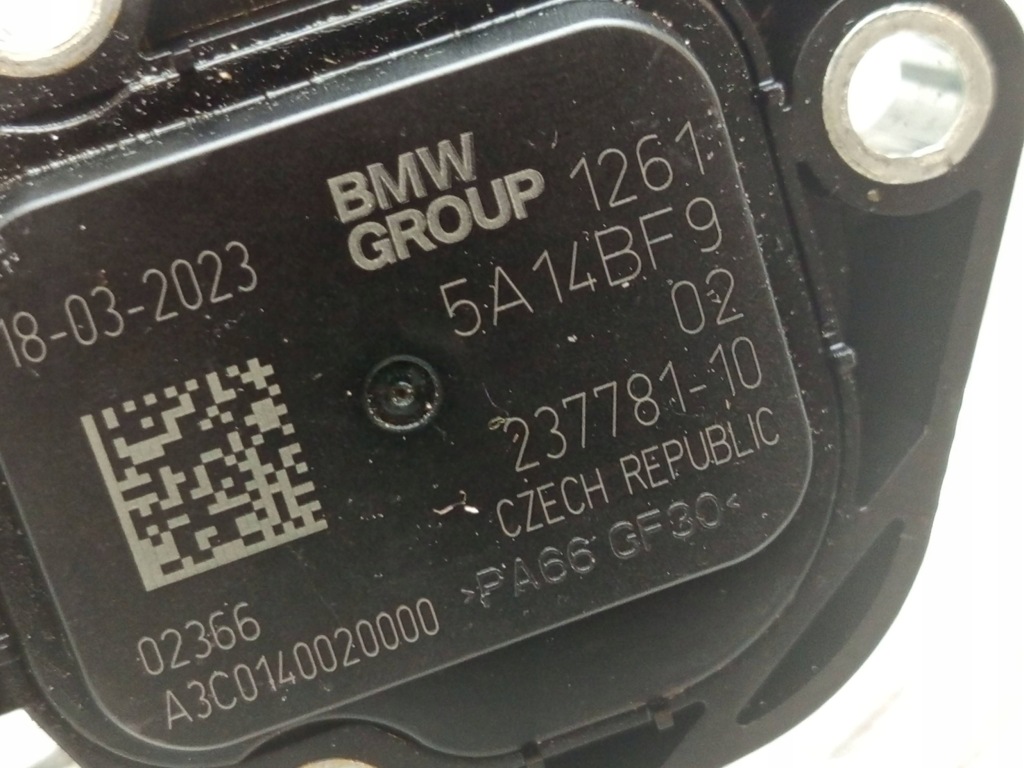 BMW
GROUP
1261
5A14BF9
02
18-03-2023
237781-10
CZECH REPUBLIC
>PA66 GF30<
02366
A3C0140020000